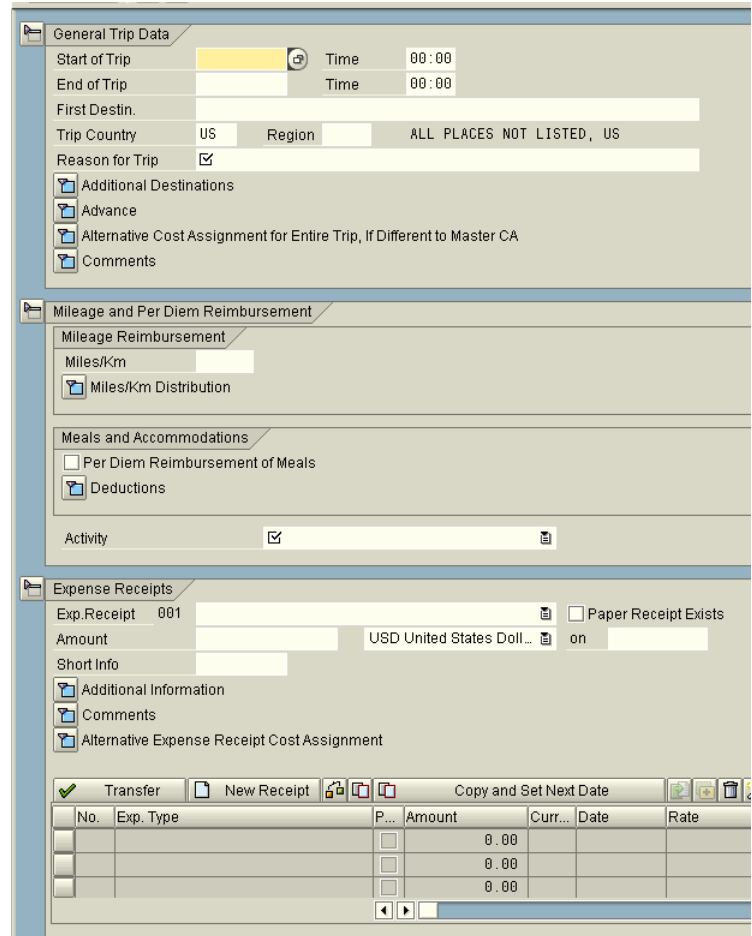 General Trip Data
Start of Trip Time 00:00
End of Trip Time 00:00
First Destin.
Trip Country US Region ALL PLACES NOT LISTED, US
Reason for Trip
Additional Destinations
Advance
Alternative Cost Assignment for Entire Trip, If Different to Master CA
Comments
Mileage and Per Diem Reimbursement
Mileage Reimbursement
Miles/Km
Miles/Km Distribution
Meals and Accommodations
Per Diem Reimbursement of Meals
Deductions
Activity
Expense Receipts
Exp.Receipt 001 Paper Receipt Exists
Amount USD United States Doll... on
Short Info
Additional Information
Comments
Alternative Expense Receipt Cost Assignment
Transfer New Receipt Copy and Set Next Date
No. Exp. Type P... Amount Curr... Date Rate
0.00
0.00
0.00